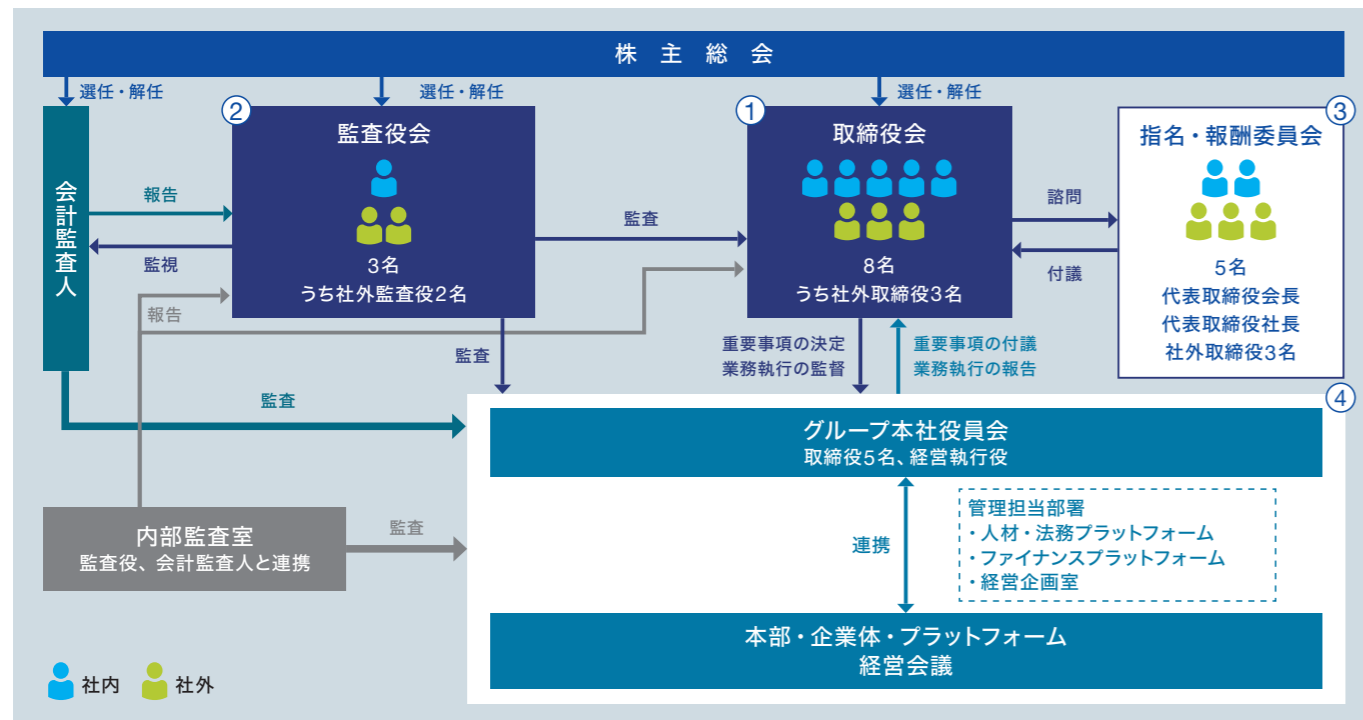 株主総会
選任・解任
選任・解任
選任・解任
会計監査人
②
監査役会
3名
うち社外監査役2名
①
取締役会
8名
うち社外取締役3名
③
指名・報酬委員会
5名
代表取締役会長
代表取締役社長
社外取締役3名
報告
監視
報告
監査
諮問
付議
監査
重要事項の決定
業務執行の監督
重要事項の付議
業務執行の報告
監査
④
グループ本社役員会
取締役5名、経営執行役
内部監査室
監査役、会計監査人と連携
監査
連携
管理担当部署
・人材・法務プラットフォーム
・ファイナンスプラットフォーム
・経営企画室
本部・企業体・プラットフォーム
経営会議
社内
社外